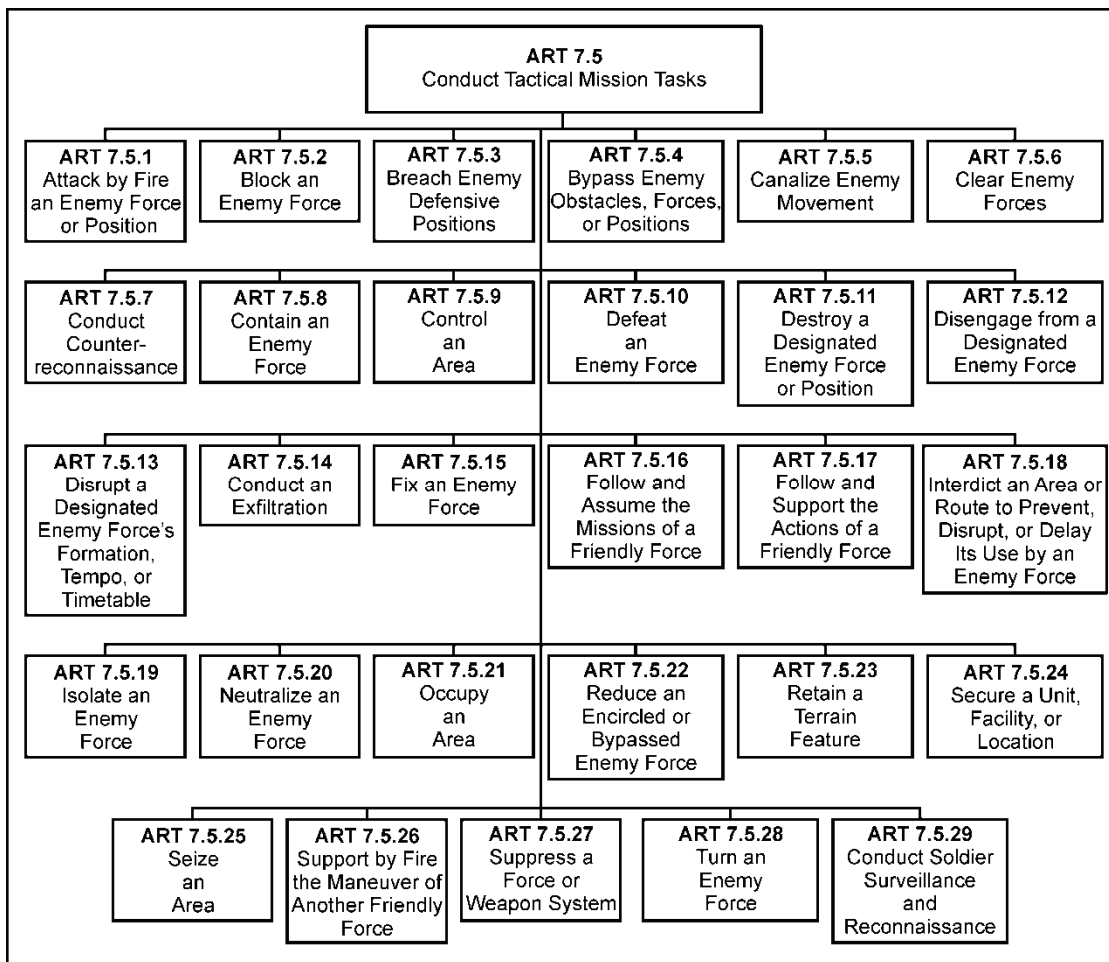 ART 7.5
Conduct Tactical Mission Tasks
ART 7.5.1
Attack by Fire
an Enemy Force
or Position
ART 7.5.2
Block an
Enemy Force
ART 7.5.3
Breach Enemy
Defensive
Positions
ART 7.5.4
Bypass Enemy
Obstacles, Forces,
or Positions
ART 7.5.5
Canalize Enemy
Movement
ART 7.5.6
Clear Enemy
Forces
ART 7.5.7
Conduct
Counter-
reconnaissance
ART 7.5.8
Contain an
Enemy
Force
ART 7.5.9
Control
an
Area
ART 7.5.10
Defeat
an
Enemy Force
ART 7.5.11
Destroy a
Designated
Enemy Force
or Position
ART 7.5.12
Disengage from a
Designated
Enemy Force
ART 7.5.13
Disrupt a
Designated
Enemy Force's
Formation,
Tempo, or
Timetable
ART 7.5.14
Conduct an
Exfiltration
ART 7.5.15
Fix an Enemy
Force
ART 7.5.16
Follow and
Assume the
Missions of a
Friendly Force
ART 7.5.17
Follow and
Support the
Actions of a
Friendly Force
ART 7.5.18
Interdict an Area or
Route to Prevent,
Disrupt, or Delay
Its Use by an
Enemy Force
ART 7.5.19
Isolate an
Enemy
Force
ART 7.5.20
Neutralize an
Enemy
Force
ART 7.5.21
Occupy
an
Area
ART 7.5.22
Reduce an
Encircled or
Bypassed
Enemy Force
ART 7.5.23
Retain a
Terrain
Feature
ART 7.5.24
Secure a Unit,
Facility, or
Location
ART 7.5.25
Seize
an
Area
ART 7.5.26
Support by Fire
the Maneuver of
Another Friendly
Force
ART 7.5.27
Suppress a
Force or
Weapon System
ART 7.5.28
Turn an
Enemy
Force
ART 7.5.29
Conduct Soldier
Surveillance
and
Reconnaissance